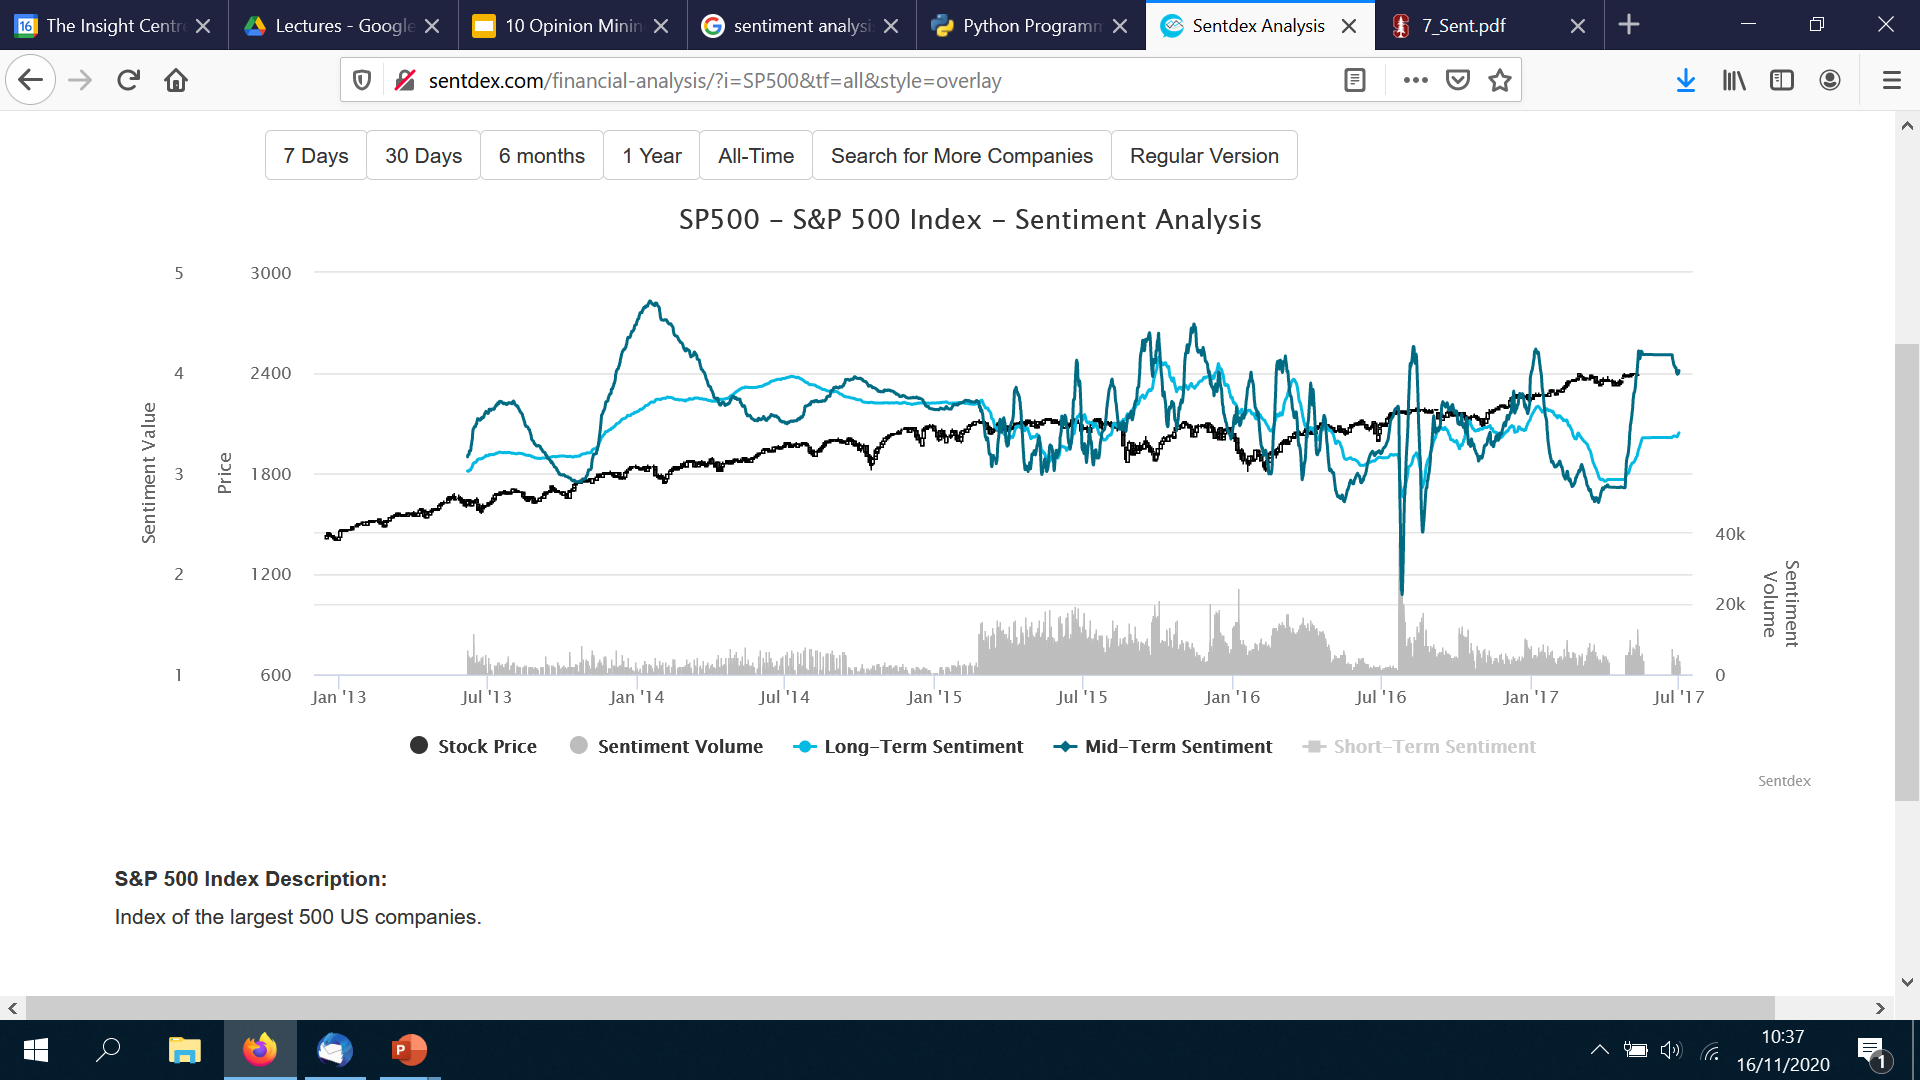 The Insight Centre
Lectures - Google
10 Opinion Minin
sentiment analysis
Python Programm
Sentdex Analysis
7_Sent.pdf
sentdex.com/financial-analysis/?i=SP500&tf=all&style=overlay
7 Days
30 Days
6 months
1 Year
All-Time
Search for More Companies
Regular Version
SP500 - S&P 500 Index - Sentiment Analysis
Sentiment Value
5
4
3
2
1
Price
3000
2400
1800
1200
600
40k
20k
0
Sentiment
Volume
Jan '13
Jul '13
Jan '14
Jul '14
Jan '15
Jul '15
Jan '16
Jul '16
Jan '17
Jul '17
Stock Price
Sentiment Volume
Long-Term Sentiment
Mid-Term Sentiment
Short-Term Sentiment
Sentdex
S&P 500 Index Description:
Index of the largest 500 US companies.
16
P
10:37
16/11/2020
1